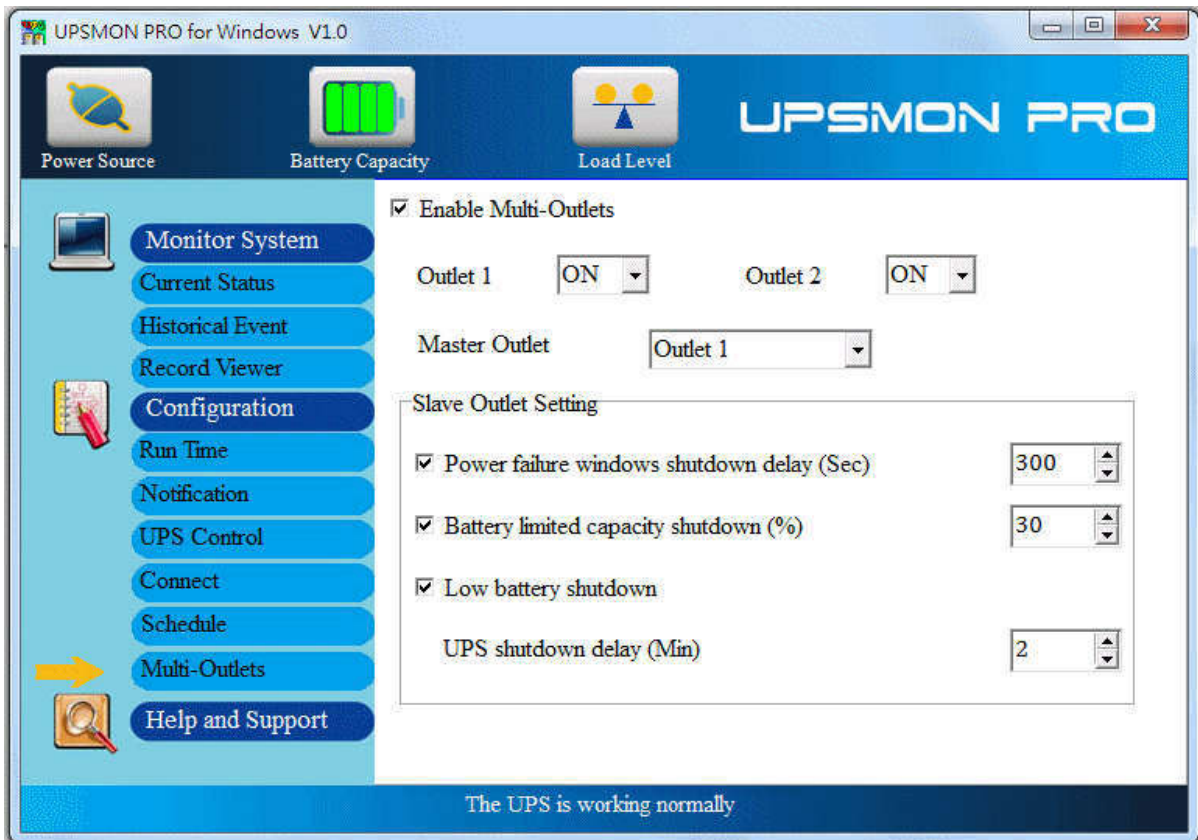 UPSMON PRO for Windows V1.0
Power Source
Battery Capacity
Load Level
UPSMON PRO
Monitor System
Current Status
Historical Event
Record Viewer
Configuration
Run Time
Notification
UPS Control
Connect
Schedule
Multi-Outlets
Help and Support
Enable Multi-Outlets
Outlet 1 ON Outlet 2 ON
Master Outlet Outlet 1
Slave Outlet Setting
Power failure windows shutdown delay (Sec) 300
Battery limited capacity shutdown (%) 30
Low battery shutdown
UPS shutdown delay (Min) 2
The UPS is working normally